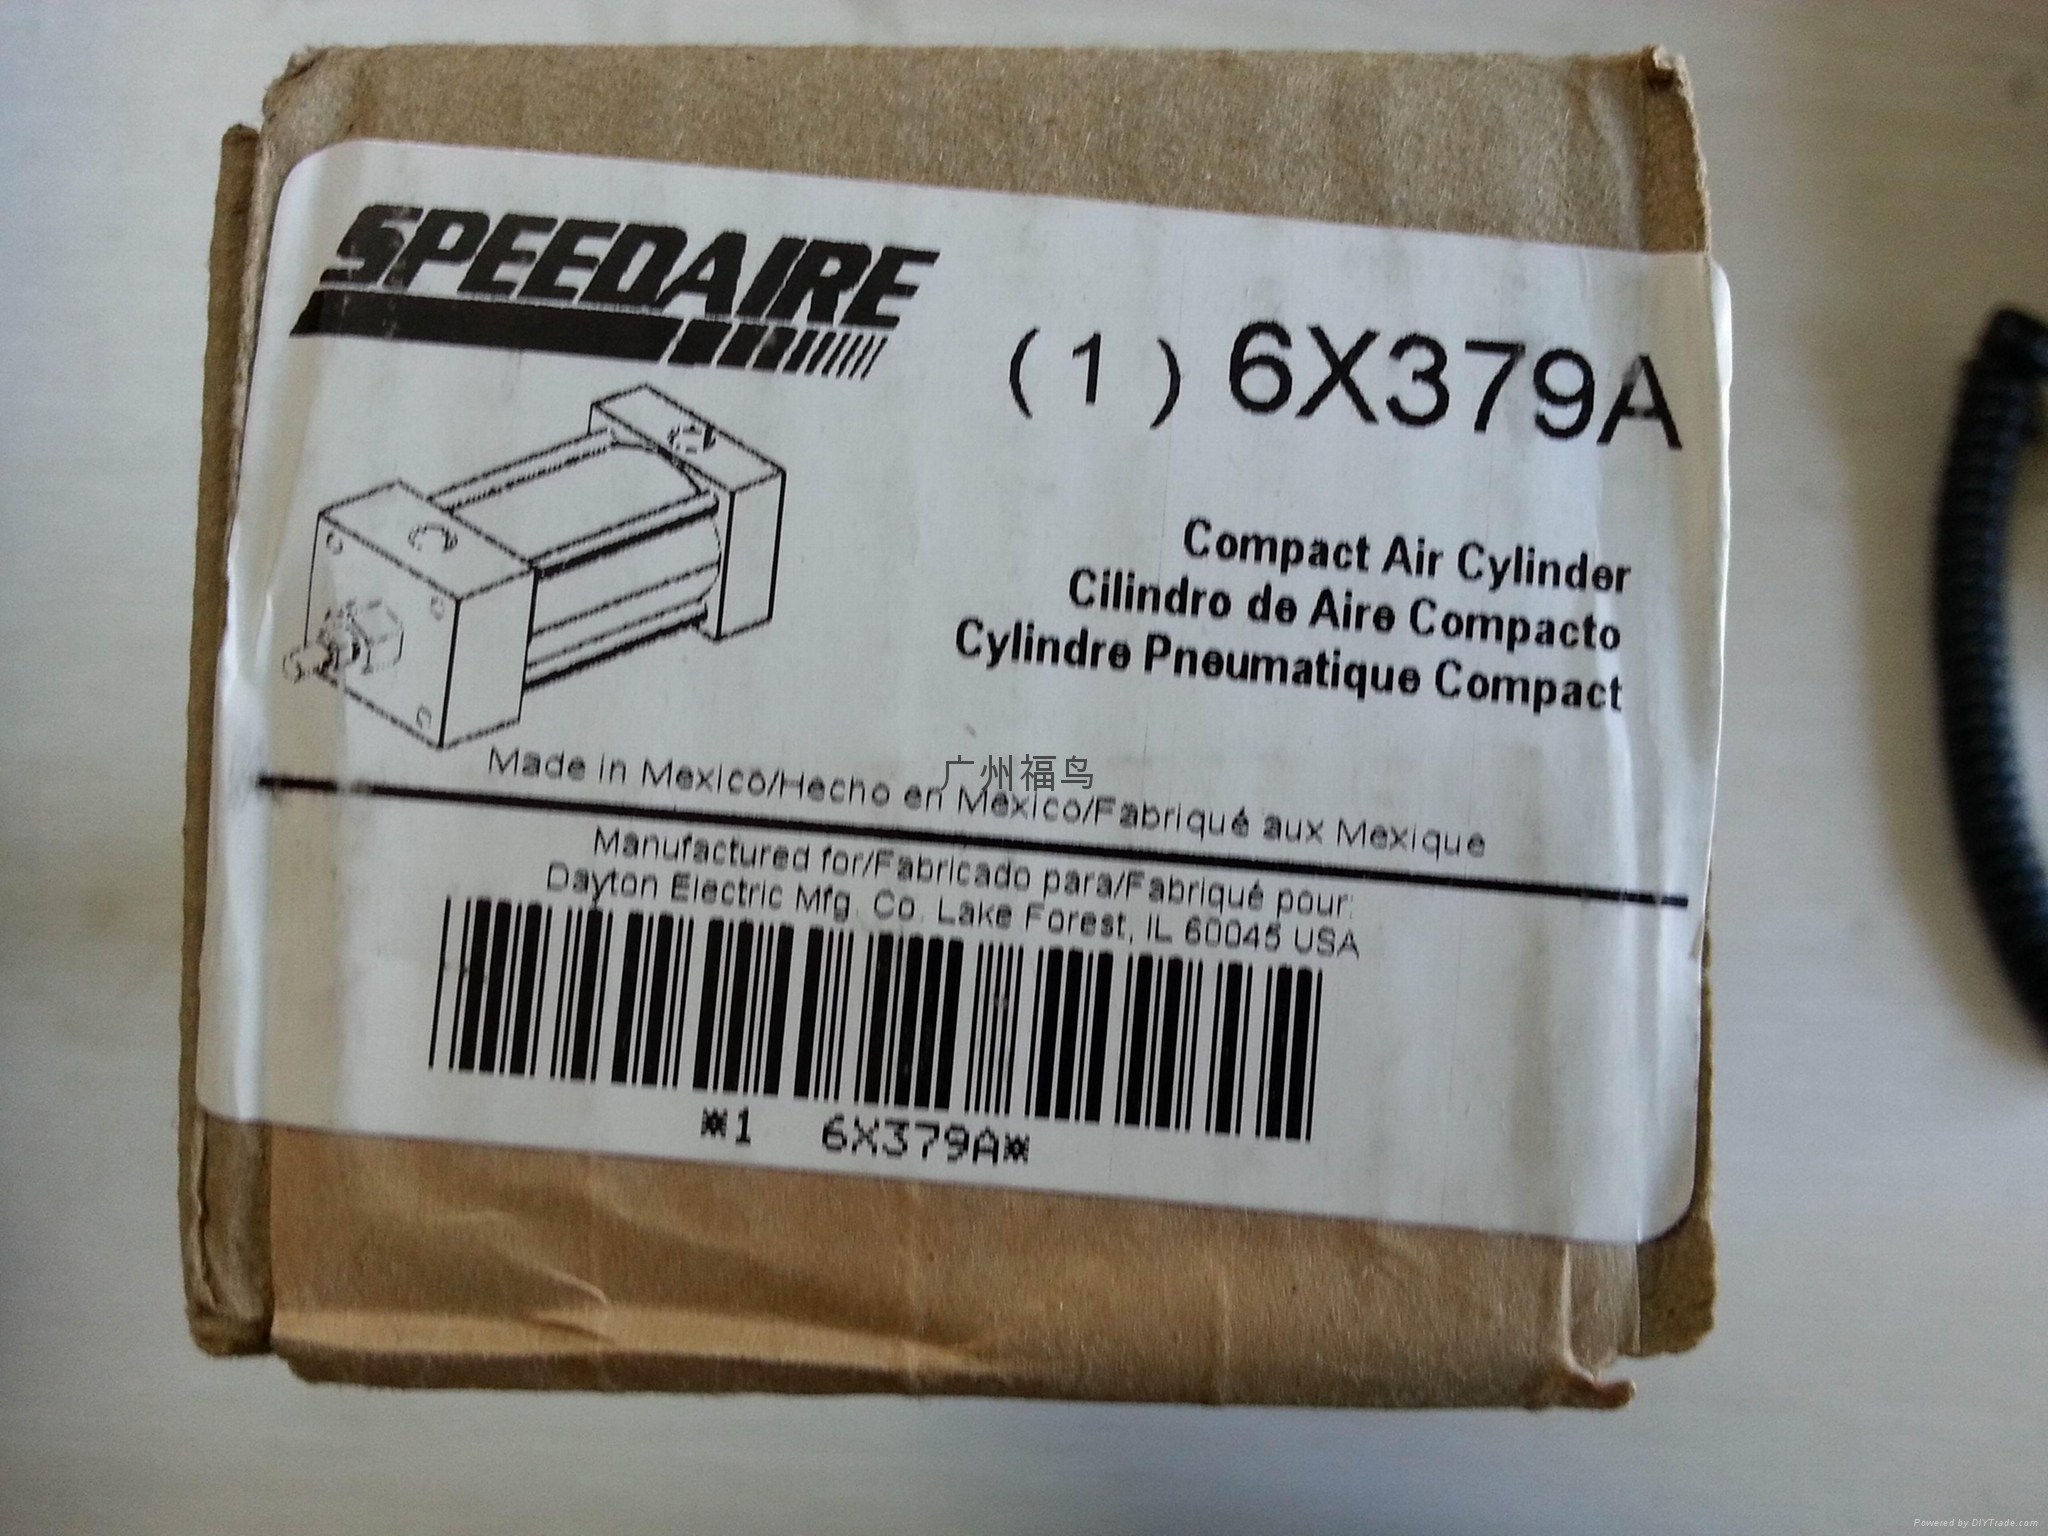 SPEEDAIRE
(1) 6X379A
Compact Air Cylinder
Cilindro de Aire Compacto
Cylindre Pneumatique Compact
广州福鸟
Made in Mexico/Hecho en México/Fabriqué aux Mexique
Manufactured for/Fabricado para/Fabriqué pour:
Dayton Electric Mfg. Co. Lake Forest, IL 60045 USA
*1 6X379A*
Powered by DIYTrade.com